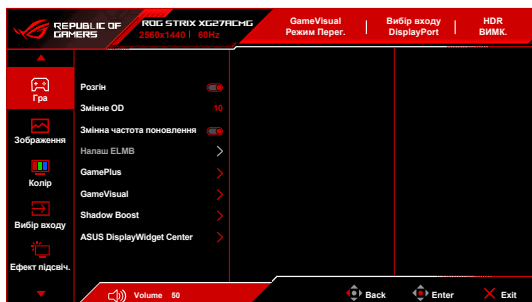 REPUBLIC OF
GAMERS
ROG STRIX XG27ACMG
2560x1440 | 60Hz
GameVisual
Режим Перег.
Вибір входу
DisplayPort
HDR
ВИМК.
Гра
Зображення
Колір
Вибір входу
Ефект підсвіч.
Розгін
Змінне OD 10
Змінна частота поновлення
Налаш ELMB
GamePlus
GameVisual
Shadow Boost
ASUS DisplayWidget Center
Volume 50
Back
Enter
Exit